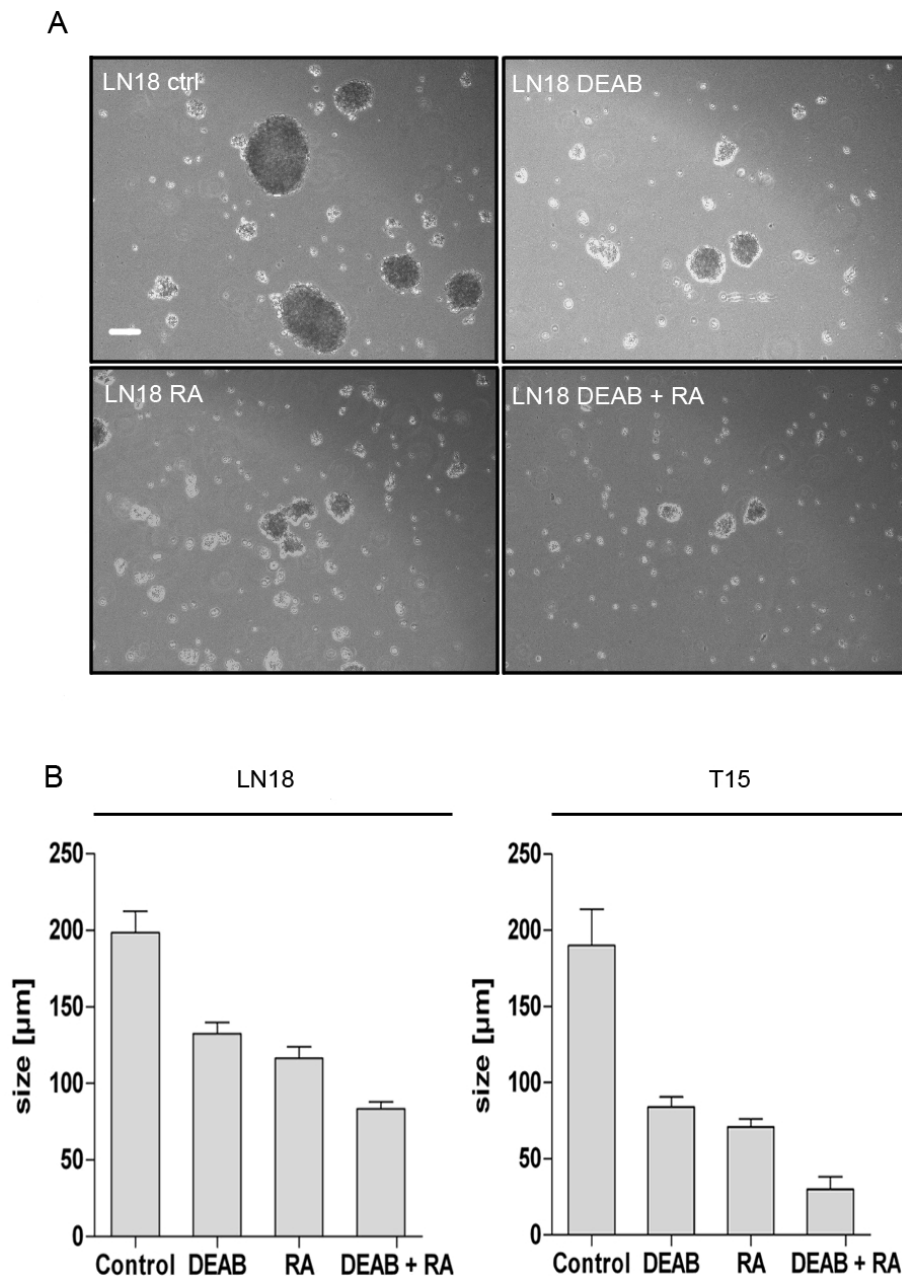 A
LN18 ctrl
LN18 DEAB
LN18 RA
LN18 DEAB + RA
B
LN18
T15
250
200
150
100
50
0
size [µm]
Control DEAB RA DEAB + RA
250
200
150
100
50
0
size [µm]
Control DEAB RA DEAB + RA